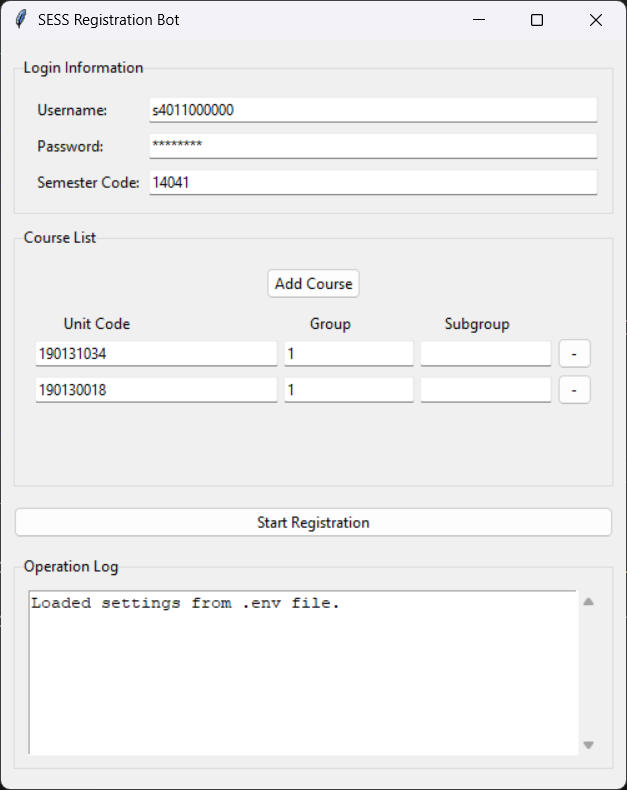 SESS Registration Bot
Login Information
Username: s4011000000
Password: ********
Semester Code: 14041
Course List
Add Course
Unit Code Group Subgroup
190131034 1 -
190130018 1 -
Start Registration
Operation Log
Loaded settings from .env file.